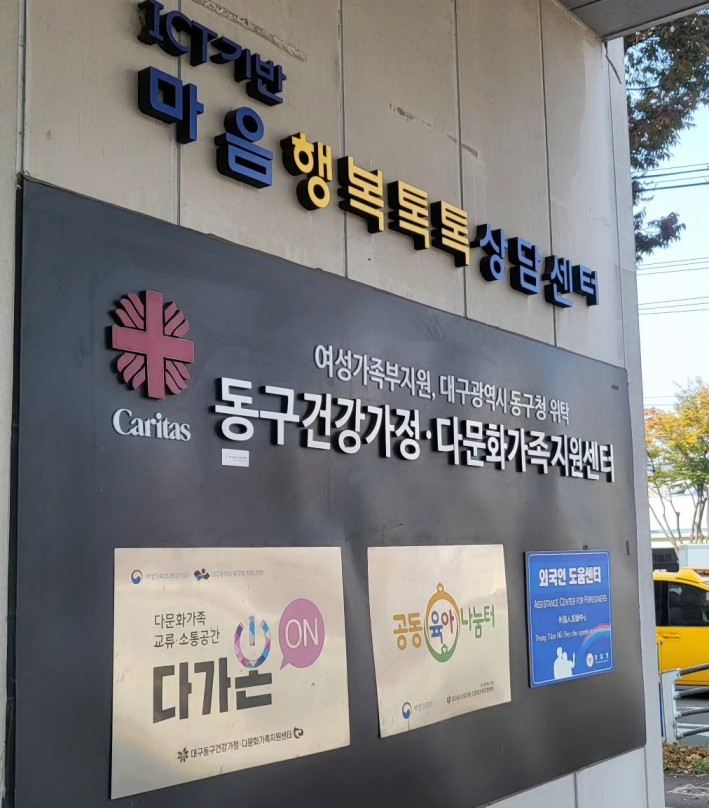 ICT기반
마음행복톡톡상담센터
여성가족부지원, 대구광역시 동구청 위탁
Caritas
동구건강가정·다문화가족지원센터
다문화가족
교류·소통공간
다가온
ON
대구동구건강가정·다문화가족지원센터
공동육아나눔터
여성가족부
외국인 도움센터
ASSISTANCE CENTER FOR FOREIGNERS